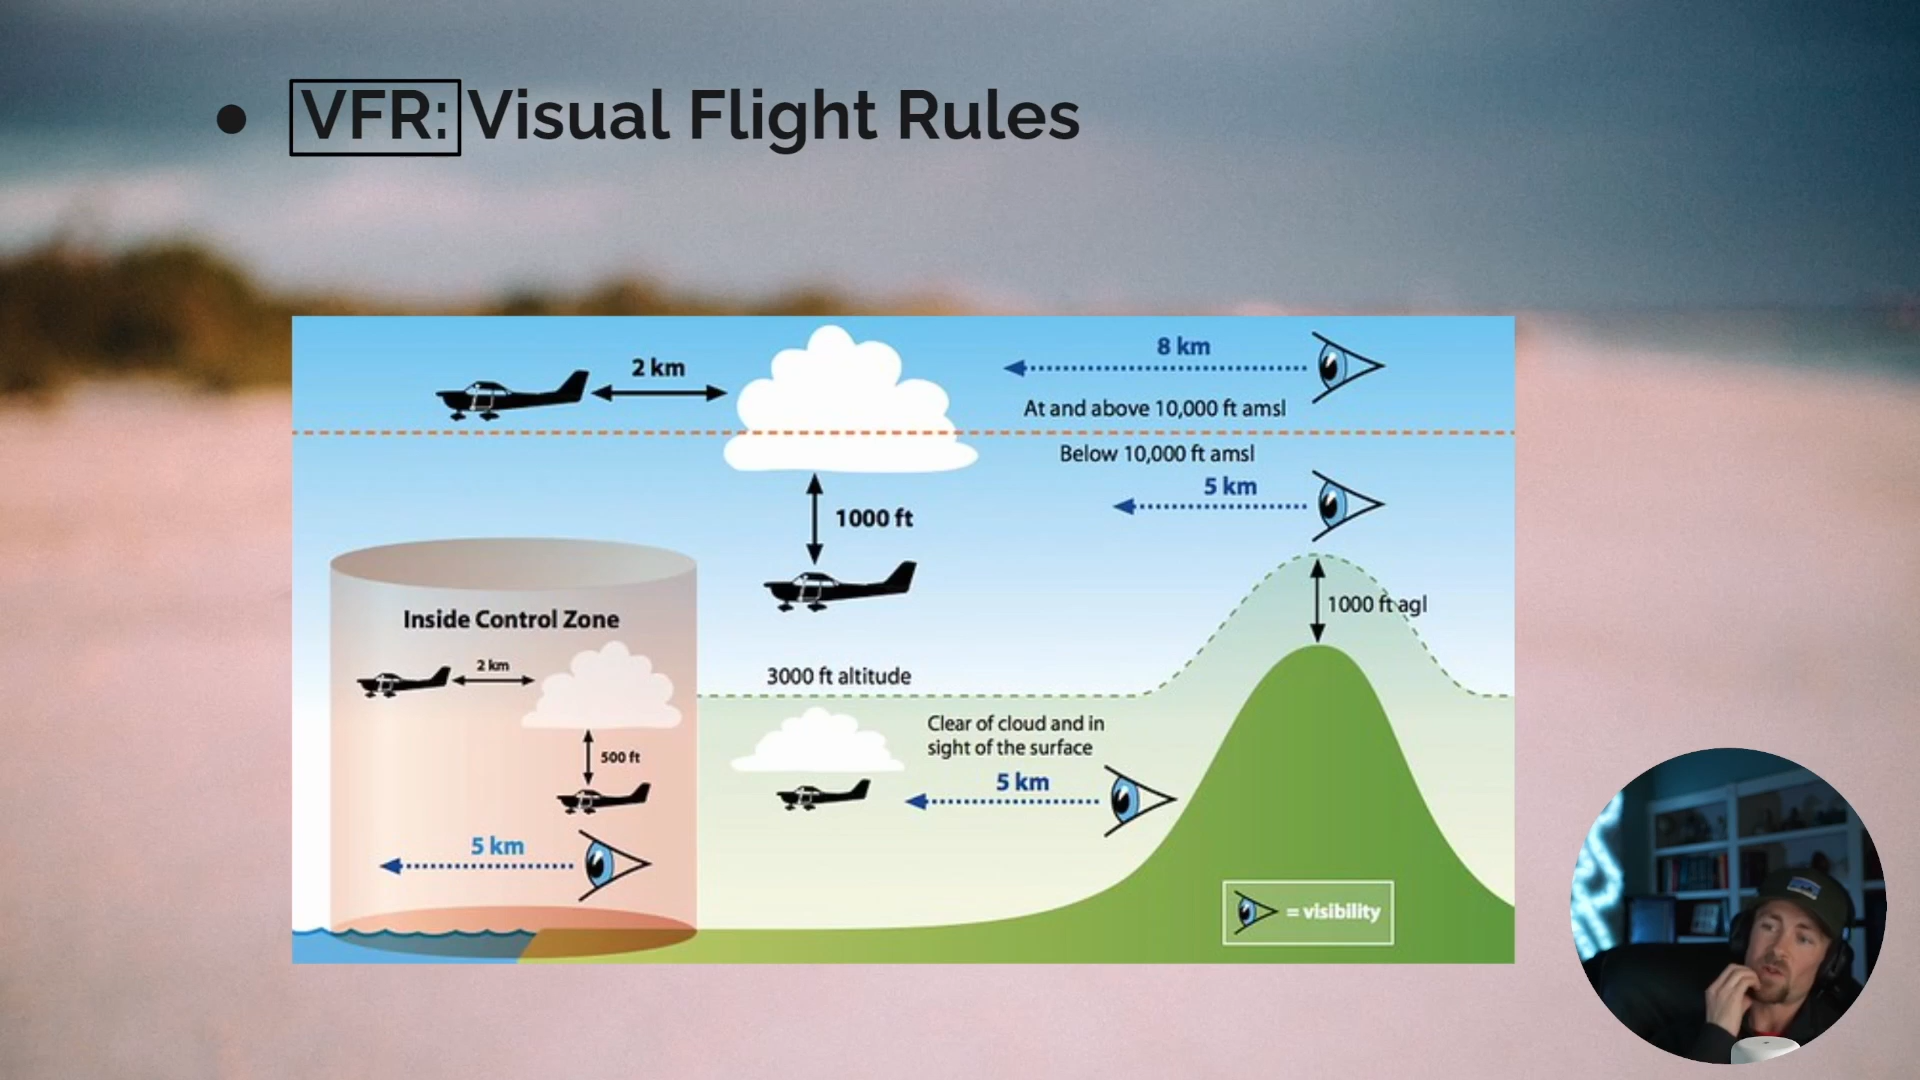 ● VFR: Visual Flight Rules
2 km
8 km
At and above 10,000 ft amsl
Below 10,000 ft amsl
5 km
1000 ft
1000 ft agl
Inside Control Zone
2 km
500 ft
5 km
3000 ft altitude
Clear of cloud and in
sight of the surface
5 km
= visibility